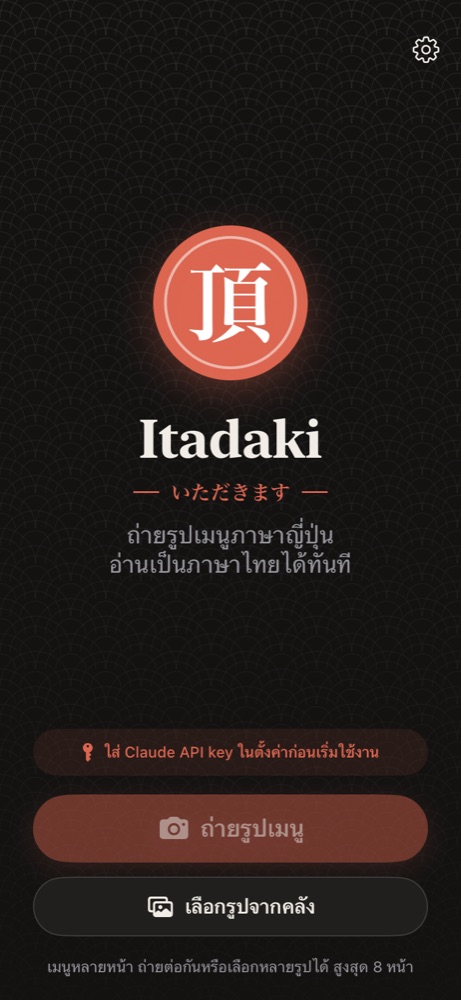 頂
Itadaki
いただきます
ถ่ายรูปเมนูภาษาญี่ปุ่น
อ่านเป็นภาษาไทยได้ทันที
ใส่ Claude API key ในตั้งค่าก่อนเริ่มใช้งาน
ถ่ายรูปเมนู
เลือกรูปจากคลัง
เมนูหลายหน้า ถ่ายต่อกันหรือเลือกหลายรูปได้ สูงสุด 8 หน้า